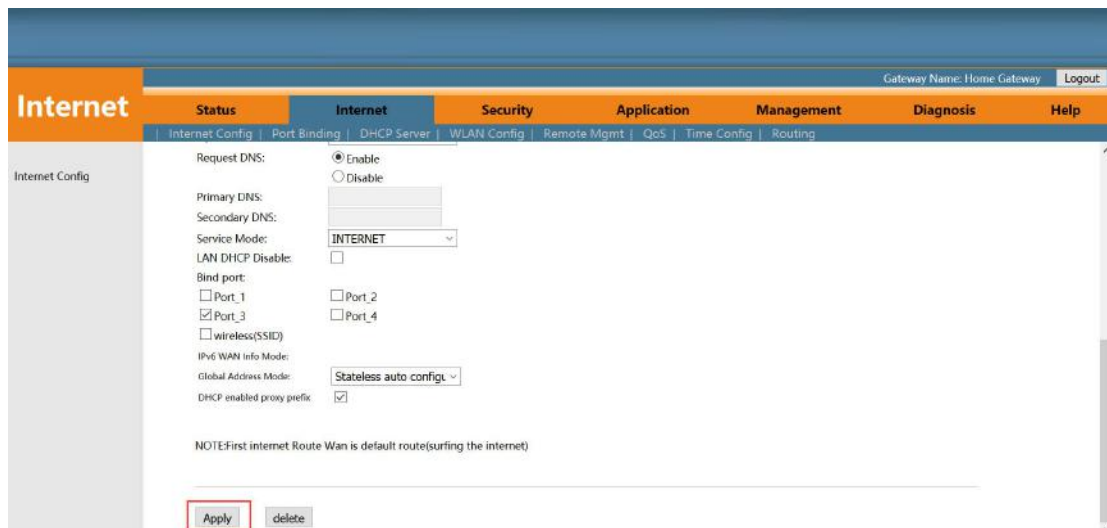 Gateway Name: Home Gateway Logout
Internet
Status Internet Security Application Management Diagnosis Help
| Internet Config | Port Binding | DHCP Server | WLAN Config | Remote Mgmt | QoS | Time Config | Routing
Internet Config
Request DNS: Enable
Disable
Primary DNS:
Secondary DNS:
Service Mode: INTERNET
LAN DHCP Disable:
Bind port:
Port_1 Port_2
Port_3 Port_4
wireless(SSID)
IPv6 WAN Info Mode:
Global Address Mode: Stateless auto configu
DHCP enabled proxy prefix
NOTE:First internet Route Wan is default route(surfing the internet)
Apply delete